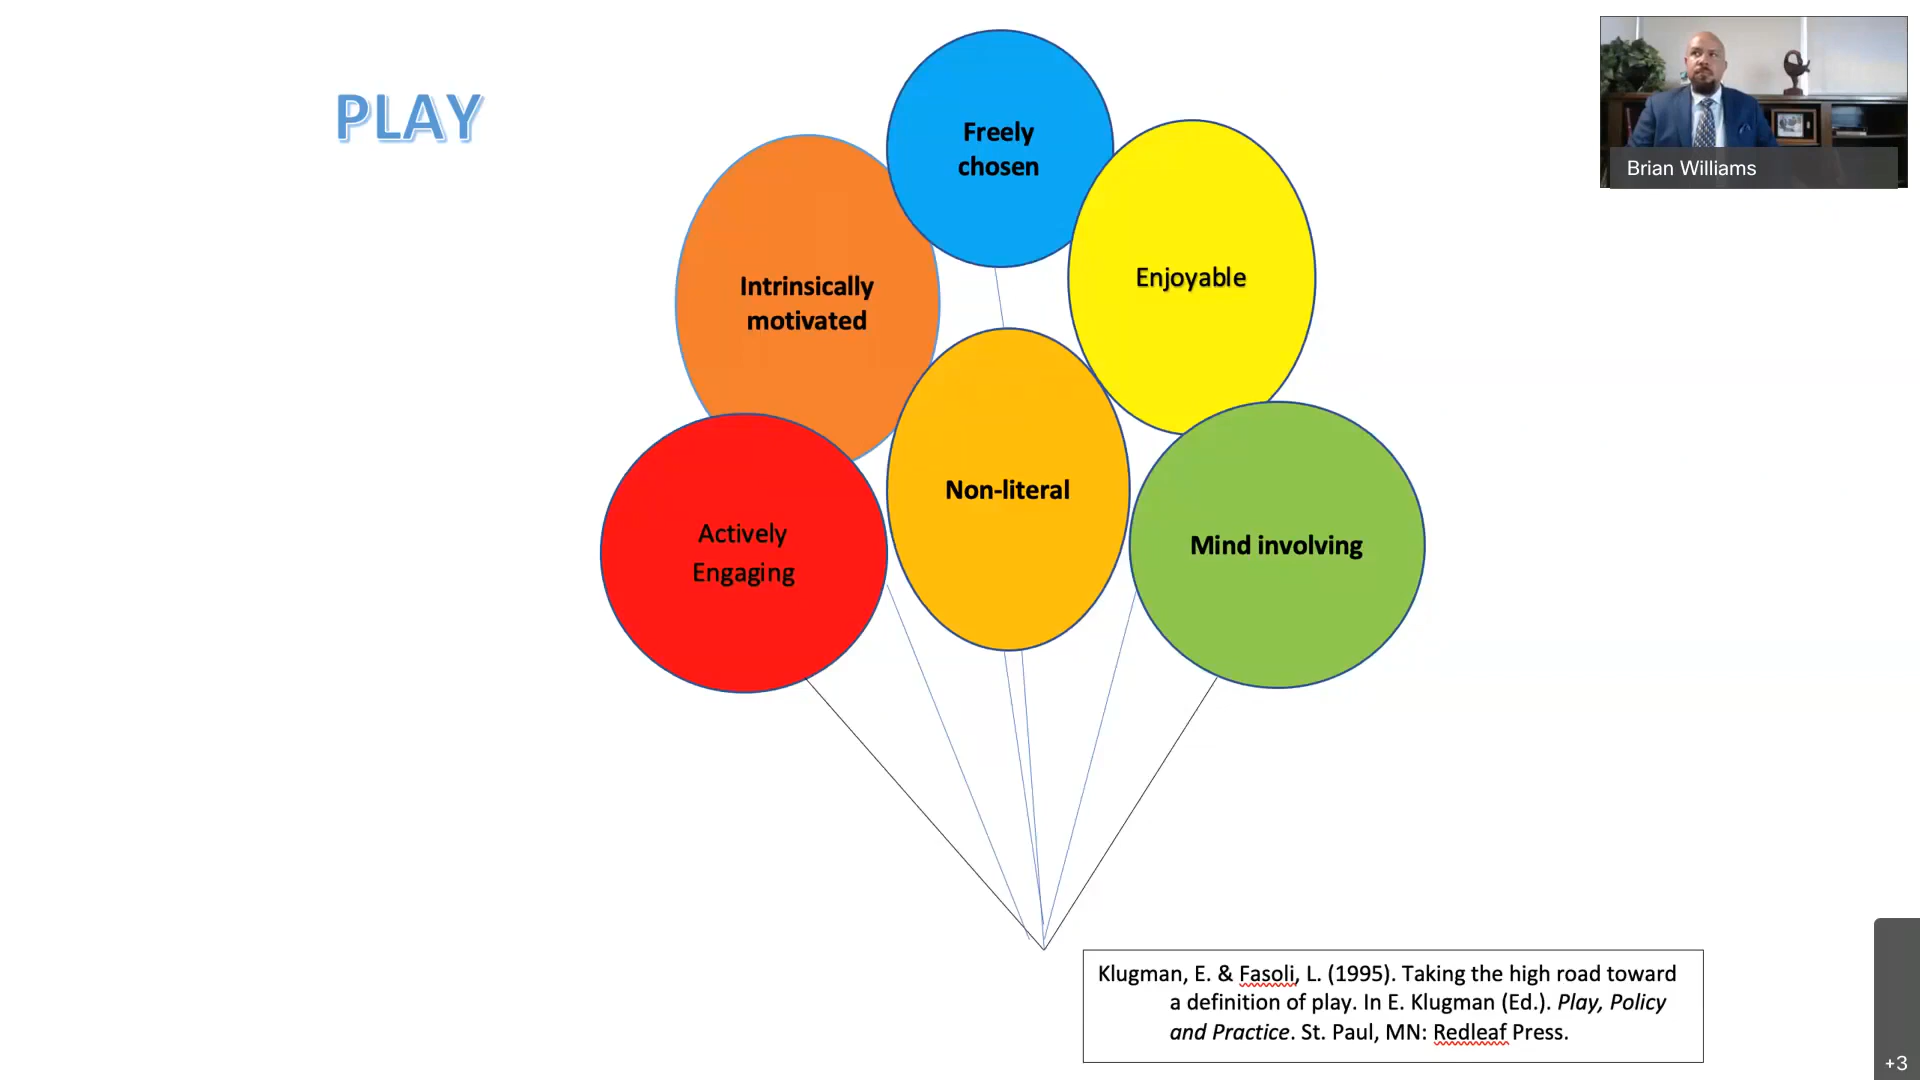 PLAY
Freely
chosen
Intrinsically
motivated
Enjoyable
Non-literal
Actively
Engaging
Mind involving
Klugman, E. & Fasoli, L. (1995). Taking the high road toward
a definition of play. In E. Klugman (Ed.). Play, Policy
and Practice. St. Paul, MN: Redleaf Press.
Brian Williams
+3